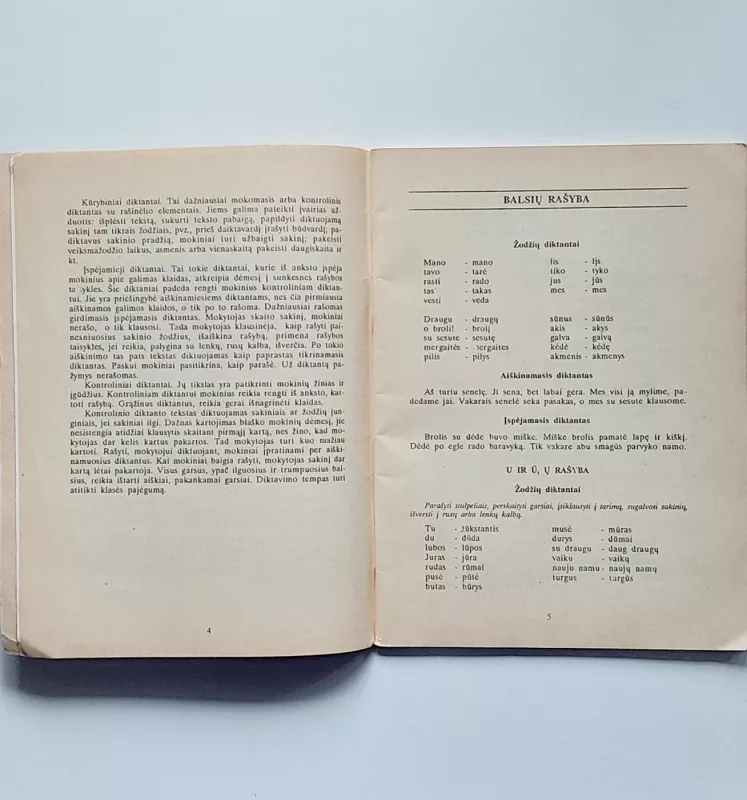 Kūrybiniai diktantai. Tai dažniausiai mokomasis arba kontrolinis
diktantas su rašinėlio elementais. Jiems galima pateikti įvairias už-
duotis: išplėsti tekstą, sukurti teksto pabaigą, papildyti diktuojamą
sakinį tam tikrais žodžiais, pvz., prieš daiktavardį įrašyti būdvardį; pa-
diktavus sakinio pradžią, mokiniai turi užbaigti sakinį; pakeisti
veiksmažodžio laikus, asmenis arba vienaskaitą pakeisti daugiskaita ir
kt.
Įspėjamieji diktantai. Tai tokie diktantai, kurie iš anksto įspėja
mokinius apie galimas klaidas, atkreipia dėmesį į sunkesnes rašybos
taisykles. Šie diktantai padeda rengti mokinius kontroliniam diktan-
tui. Jie yra priešingybė aiškinamiesiems diktantams, nes čia pirmiausia
aiškinamos galimos klaidos, o tik po to rašoma. Dažniausiai rašomas
girdimasis įspėjamasis diktantas. Mokytojas skaito sakinį, mokiniai
nerašo, o tik klausosi. Tada mokytojas klausinėja, kaip rašyti pai-
nesniuosius sakinio žodžius, išaiškina rašybą, primena rašybos
taisykles, jei reikia, palygina su lenkų, rusų kalba, išverčia. Po tokio
aiškinimo tas pats tekstas diktuojamas kaip paprastas tikrinamasis
diktantas. Paskui mokiniai pasitikrina, kaip parašė. Už diktantą pa-
žymys nerašomas.
Kontroliniai diktantai. Jų tikslas yra patikrinti mokinių žinias ir
įgūdžius. Kontroliniam diktantui mokinius reikia rengti iš anksto, kar-
toti rašybą. Grąžinus diktantus, reikia gerai išnagrinėti klaidas.
Kontrolinio diktanto tekstas diktuojamas sakiniais ar žodžių jun-
giniais, jei sakiniai ilgi. Dažnas kartojimas blaško mokinių dėmesį, jie
nesistengia atidžiai klausytis skaitant pirmąjį kartą, nes žino, kad mo-
kytojas dar kelis kartus pakartos. Tad mokytojas turi kuo mažiau
kartoti. Rašyti, mokytojui diktuojant, mokiniai įpratinami per aiški-
namuosius diktantus. Kai mokiniai baigia rašyti, mokytojas sakinį dar
kartą lėtai pakartoja. Visus garsus, ypač ilguosius ir trumpuosius bal-
sius, reikia ištarti aiškiai, pakankamai garsiai. Diktavimo tempas turi
atitikti klasės pajėgumą.
4
BALSIŲ RAŠYBA
Žodžių diktantai
Mano - mano lis - lįs
tavo - tarė tiko - tyko
rasti - rado jus - jūs
tas - takas mes - mes
vesti - veda
Draugu - draugų sūnus - sūnūs
o broli! - brolį akis - akys
su sesute - sesutę galva - galvą
mergaitės - mergaites kėdė - kėdę
pilis - pilys akmenis - akmenys
Aiškinamasis diktantas
Aš turiu senelę. Ji sena, bet labai gera. Mes visi ją mylime, pa-
dedame jai. Vakarais senelė seka pasakas, o mes su sesute klausome.
Įspėjamasis diktantas
Brolis su dėde buvo miške. Miške brolis pamatė lapę ir kiškį.
Dėdė po egle rado baravyką. Tik vakare abu smagūs parvyko namo.
U IR Ū, Ų RAŠYBA
Žodžių diktantai
Parašyti stulpeliais, perskaityti garsiai, įsiklausyti į tarimą, sugalvoti sakinių,
išversti į rusų arba lenkų kalbą.
Tu - tūkstantis musė - mūras
du - dūda durys - dūmai
lubos - lūpos su draugu - daug draugų
Juras - jūra vaiku - vaikų
rudas - rūmai nauju namu - naujų namų
pusė - pūtė turgus - turgūs
butas - būrys
5